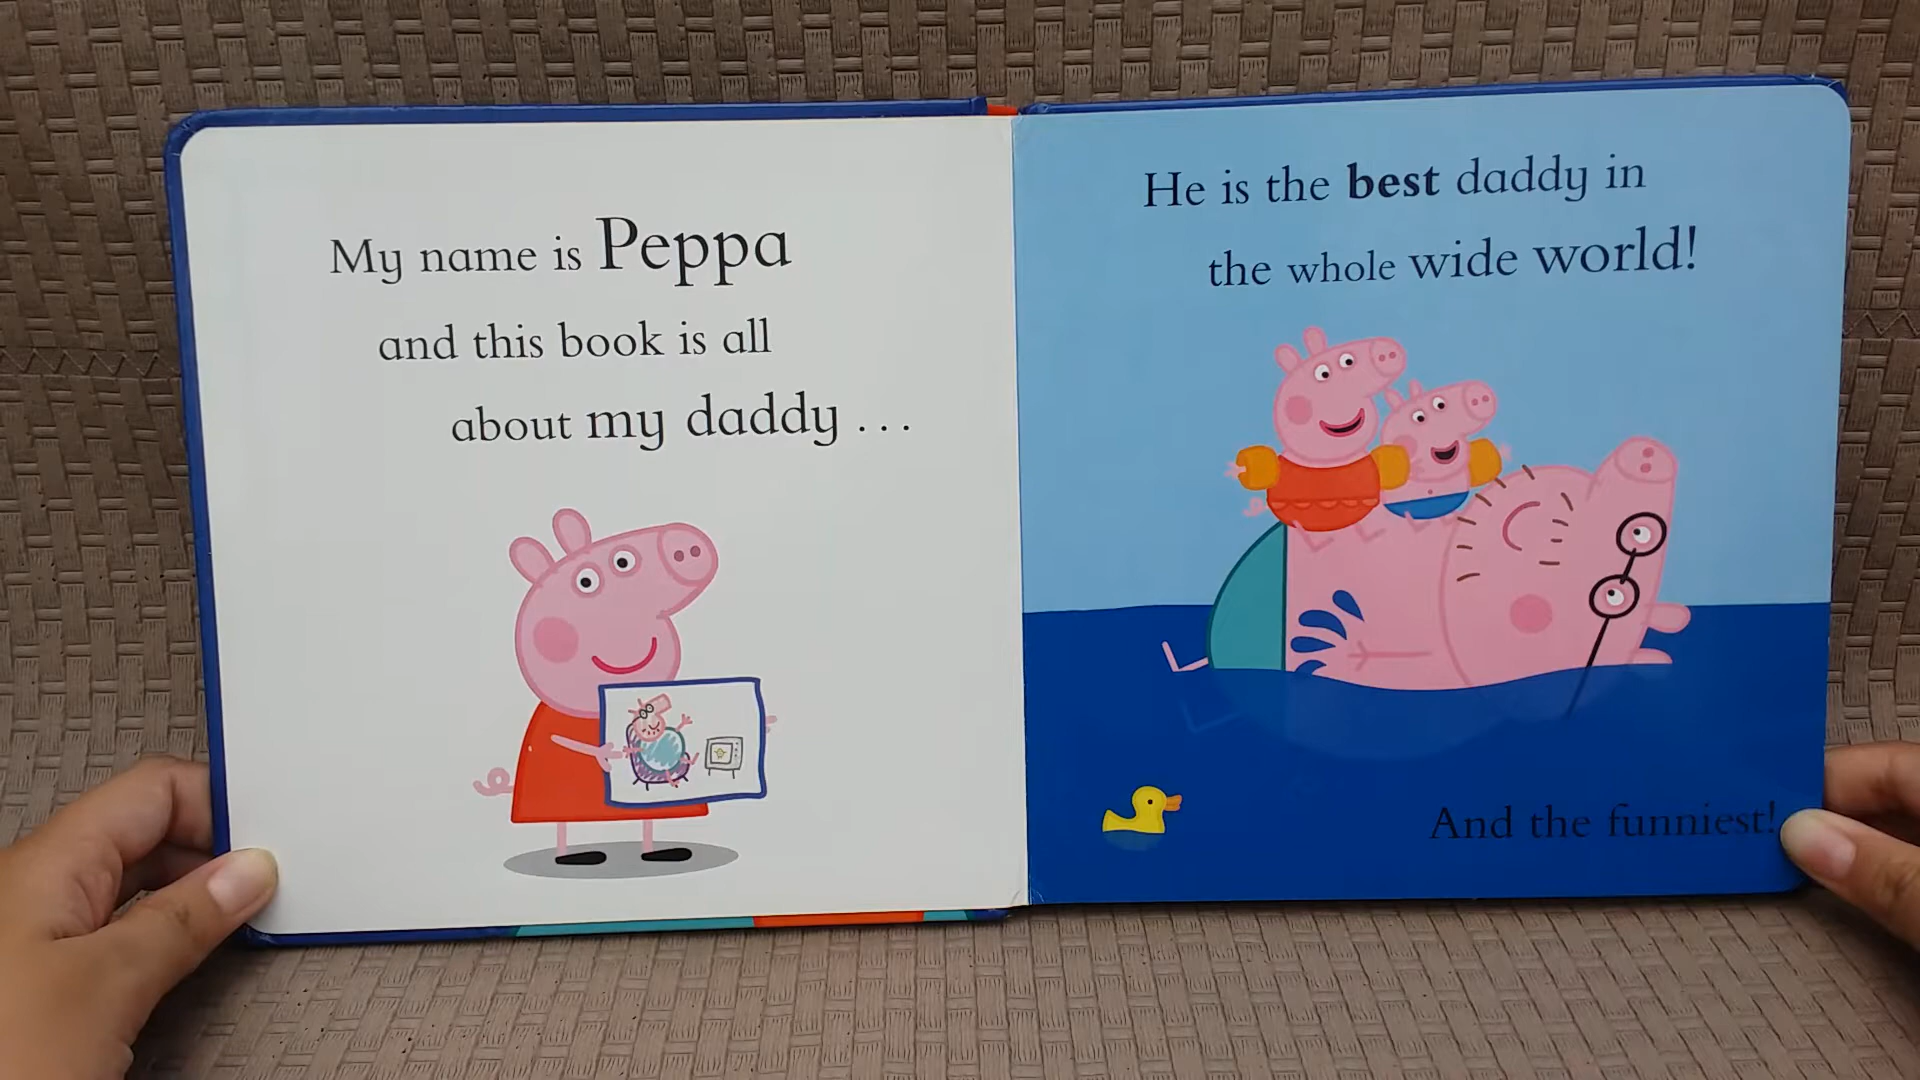 My name is Peppa
and this book is all
about my daddy . . .
He is the best daddy in
the whole wide world!
And the funniest!